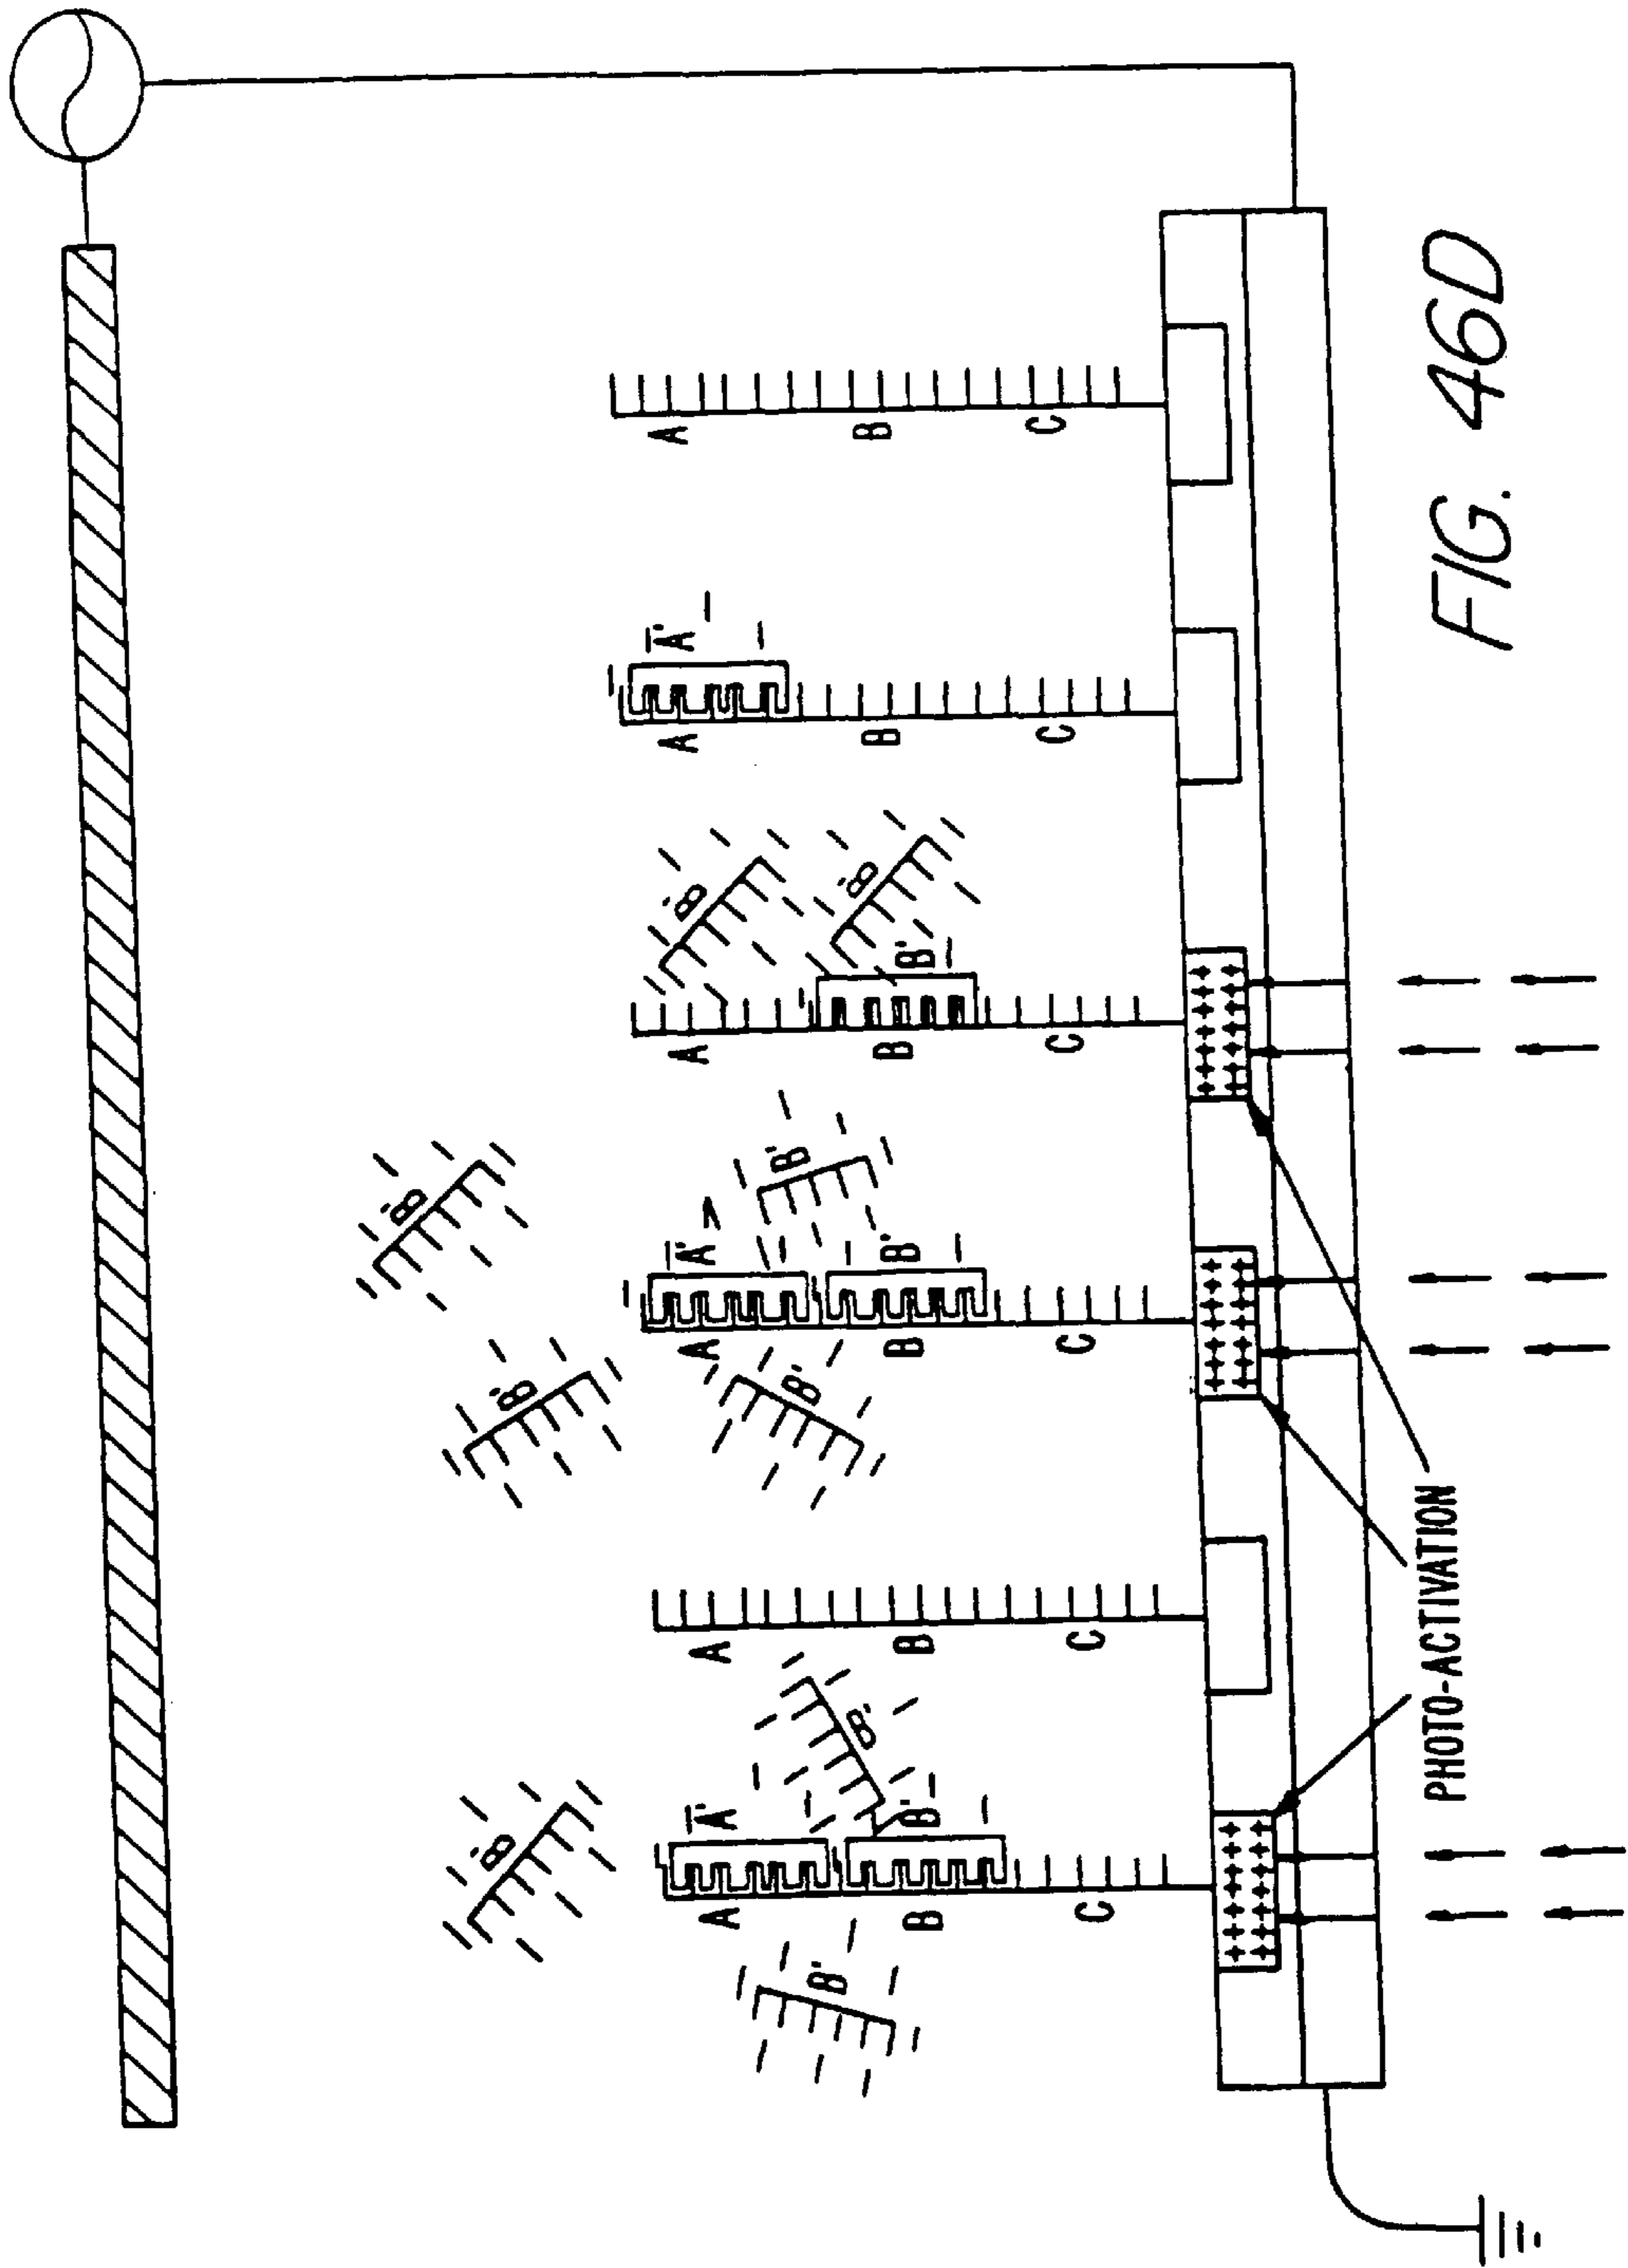 B'
B'
B'
A A' A A A' A B' A A' A
B' B' B' B' B'
B B' B B B' B B' B B
C C C C C C
PHOTO-ACTIVATION
FIG. 46D